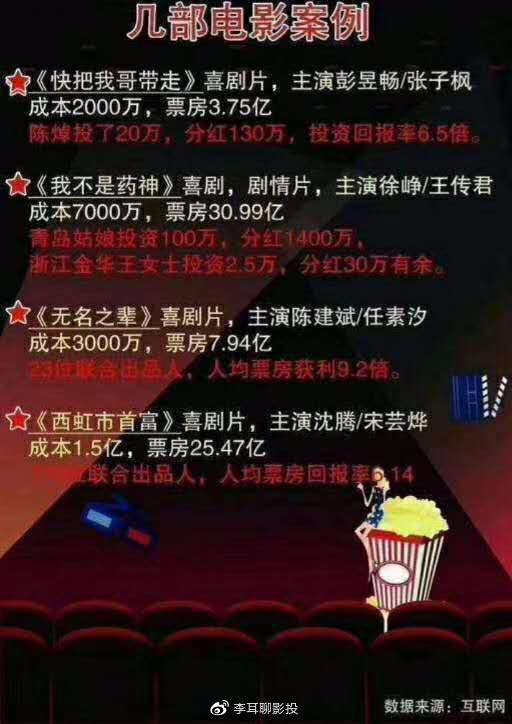 几部电影案例
《快把我哥带走》喜剧片，主演彭昱畅/张子枫
成本2000万，票房3.75亿
陈焯投了20万，分红130万，投资回报率6.5倍。
《我不是药神》喜剧，剧情片，主演徐峥/王传君
成本7000万，票房30.99亿
青岛姑娘投资100万，分红1400万，
浙江金华王女士投资2.5万，分红30万有余。
《无名之辈》喜剧片，主演陈建斌/任素汐
成本3000万，票房7.94亿
23位联合出品人，人均票房获利9.2倍。
《西虹市首富》喜剧片，主演沈腾/宋芸烨
成本1.5亿，票房25.47亿
联合出品人，人均票房回报率6.14
李耳聊影投
数据来源：互联网